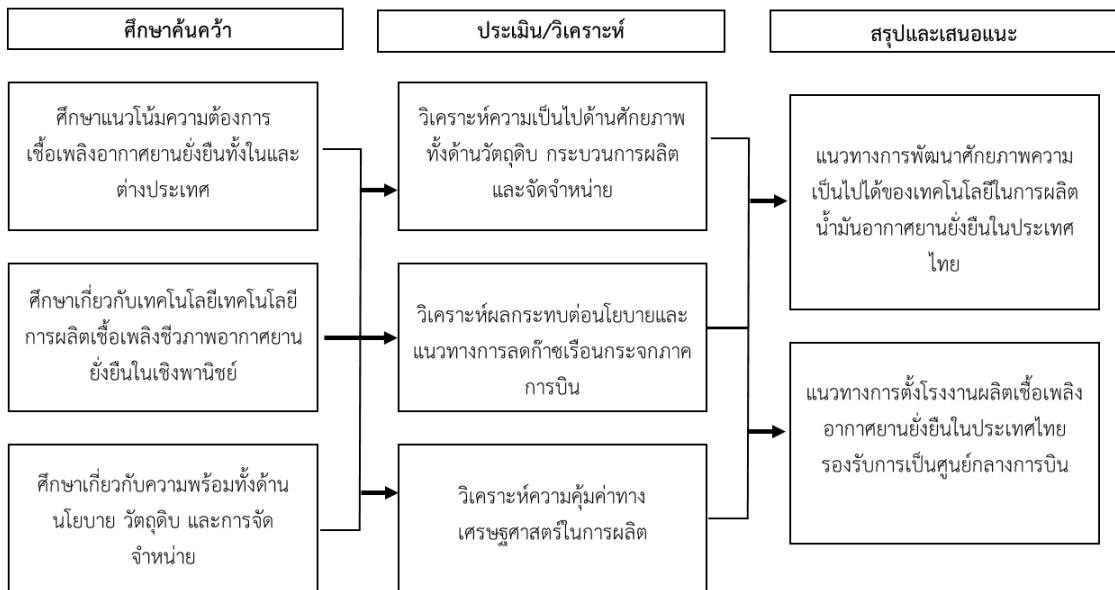 ศึกษาค้นคว้า
ประเมิน/วิเคราะห์
สรุปและเสนอแนะ
ศึกษาแนวโน้มความต้องการ
เชื้อเพลิงอากาศยานยั่งยืนทั้งในและ
ต่างประเทศ
ศึกษาเกี่ยวกับเทคโนโลยีเทคโนโลยี
การผลิตเชื้อเพลิงชีวภาพอากาศยาน
ยั่งยืนในเชิงพานิชย์
ศึกษาเกี่ยวกับความพร้อมทั้งด้าน
นโยบาย วัตถุดิบ และการจัด
จำหน่าย
วิเคราะห์ความเป็นไปด้านศักยภาพ
ทั้งด้านวัตถุดิบ กระบวนการผลิต
และจัดจำหน่าย
วิเคราะห์ผลกระทบต่อนโยบายและ
แนวทางการลดก๊าซเรือนกระจกภาค
การบิน
วิเคราะห์ความคุ้มค่าทาง
เศรษฐศาสตร์ในการผลิต
แนวทางการพัฒนาศักยภาพความ
เป็นไปได้ของเทคโนโลยีในการผลิต
น้ำมันอากาศยานยั่งยืนในประเทศ
ไทย
แนวทางการตั้งโรงงานผลิตเชื้อเพลิง
อากาศยานยั่งยืนในประเทศไทย
รองรับการเป็นศูนย์กลางการบิน